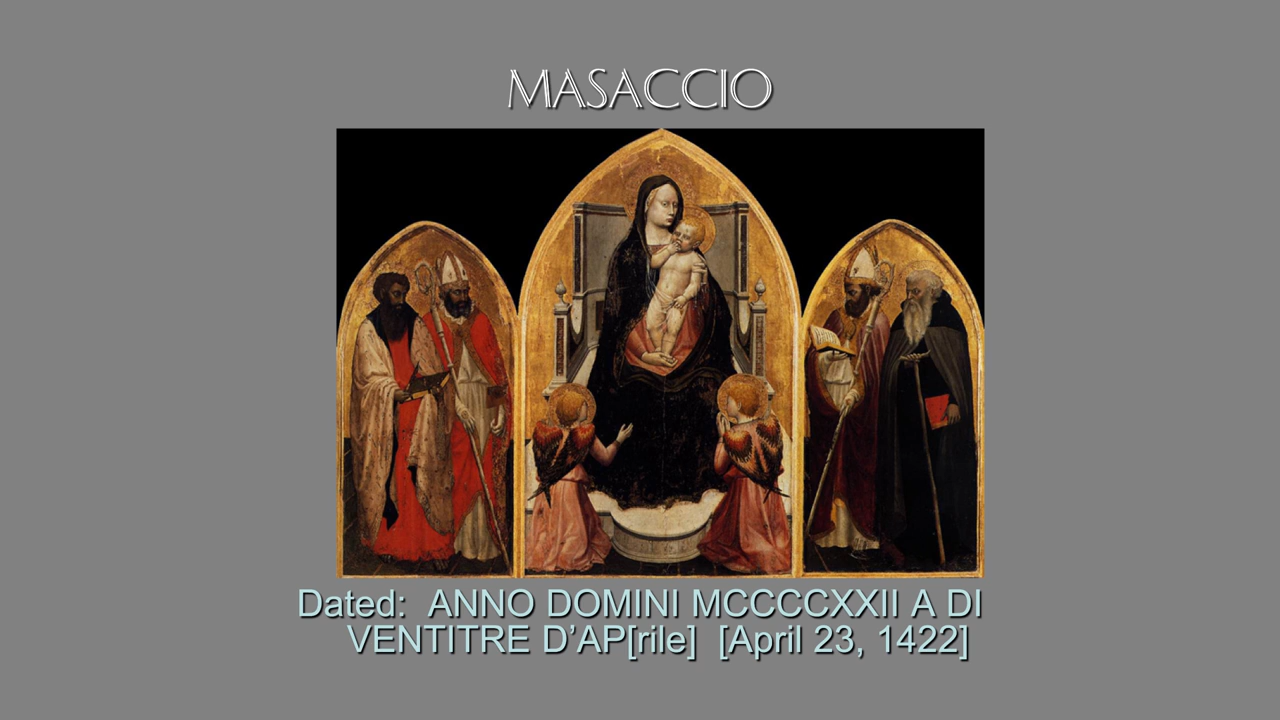 MASACCIO
Dated: ANNO DOMINI MCCCCXXII A DI
VENTITRE D’AP[rile] [April 23, 1422]